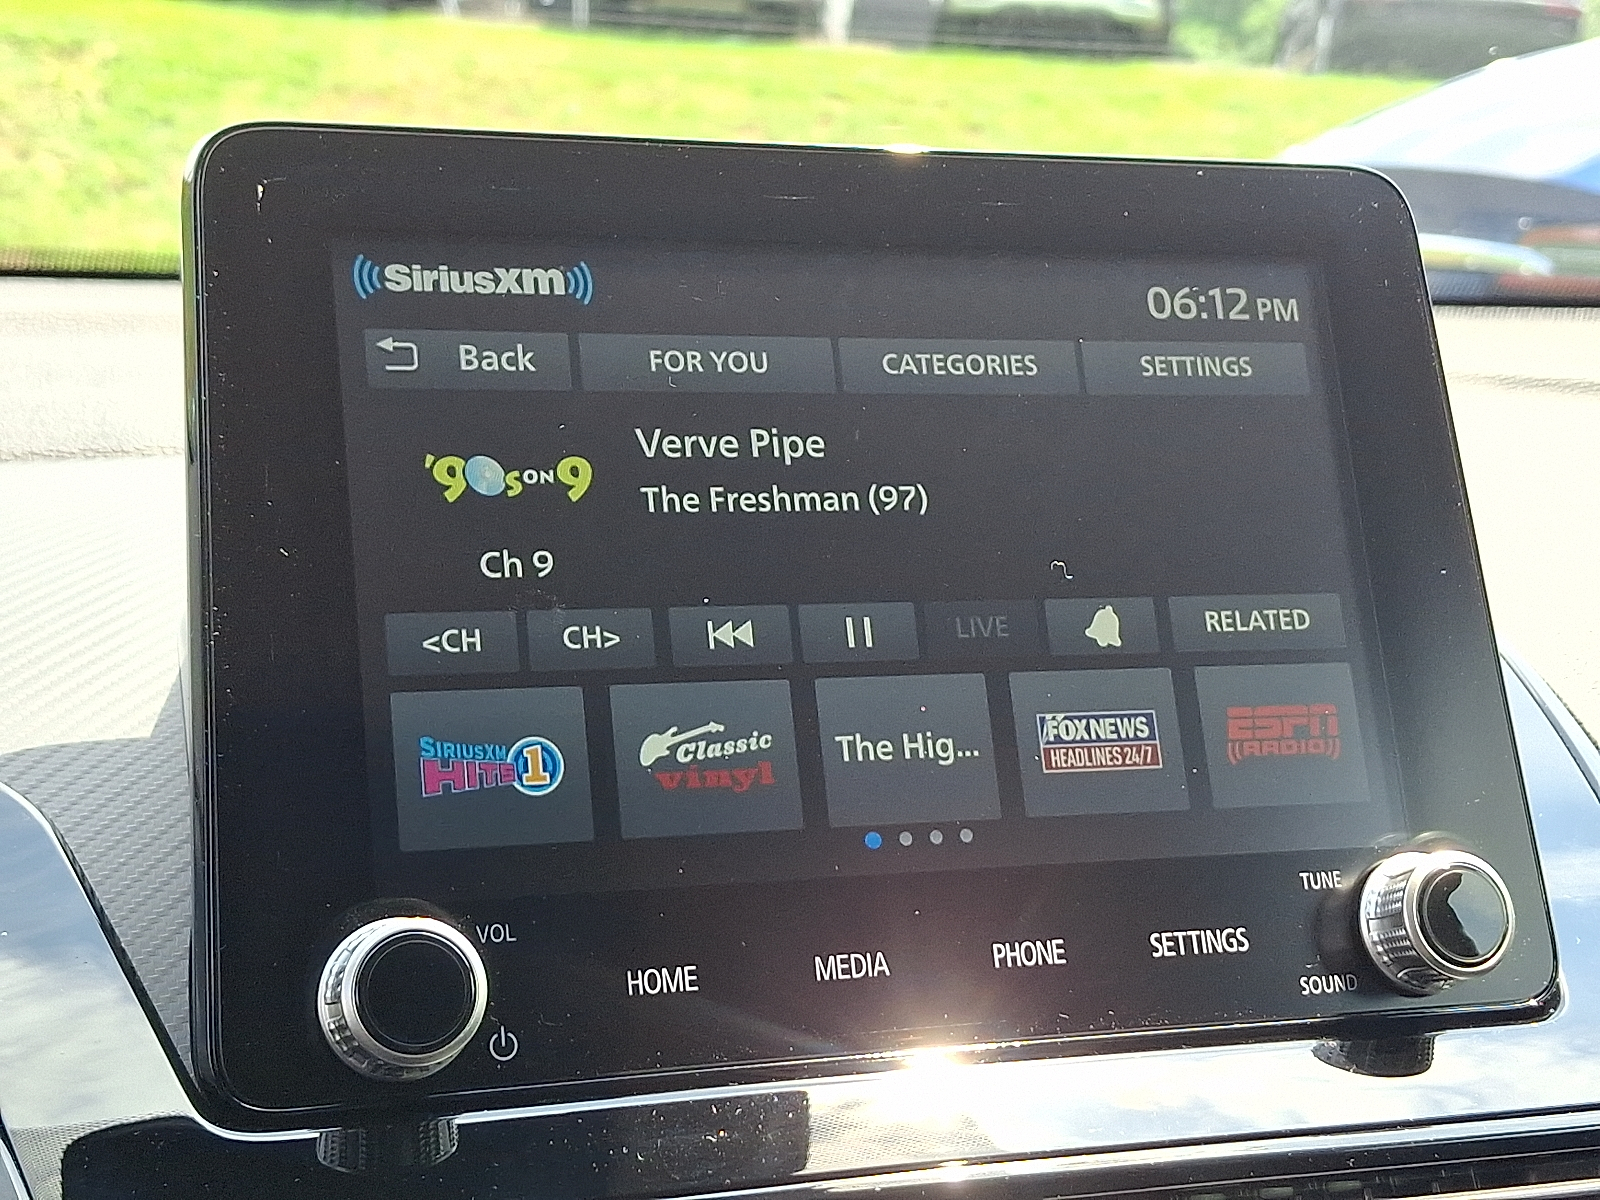 SiriusXm
06:12 PM
Back
FOR YOU
CATEGORIES
SETTINGS
'90s ON 9
Verve Pipe
The Freshman (97)
Ch 9
<CH
CH>
LIVE
RELATED
SIRIUSXM
HITS 1
Classic
vinyl
The Hig...
FOX NEWS
HEADLINES 24/7
ESPN
((RADIO))
VOL
HOME
MEDIA
PHONE
SETTINGS
TUNE
SOUND